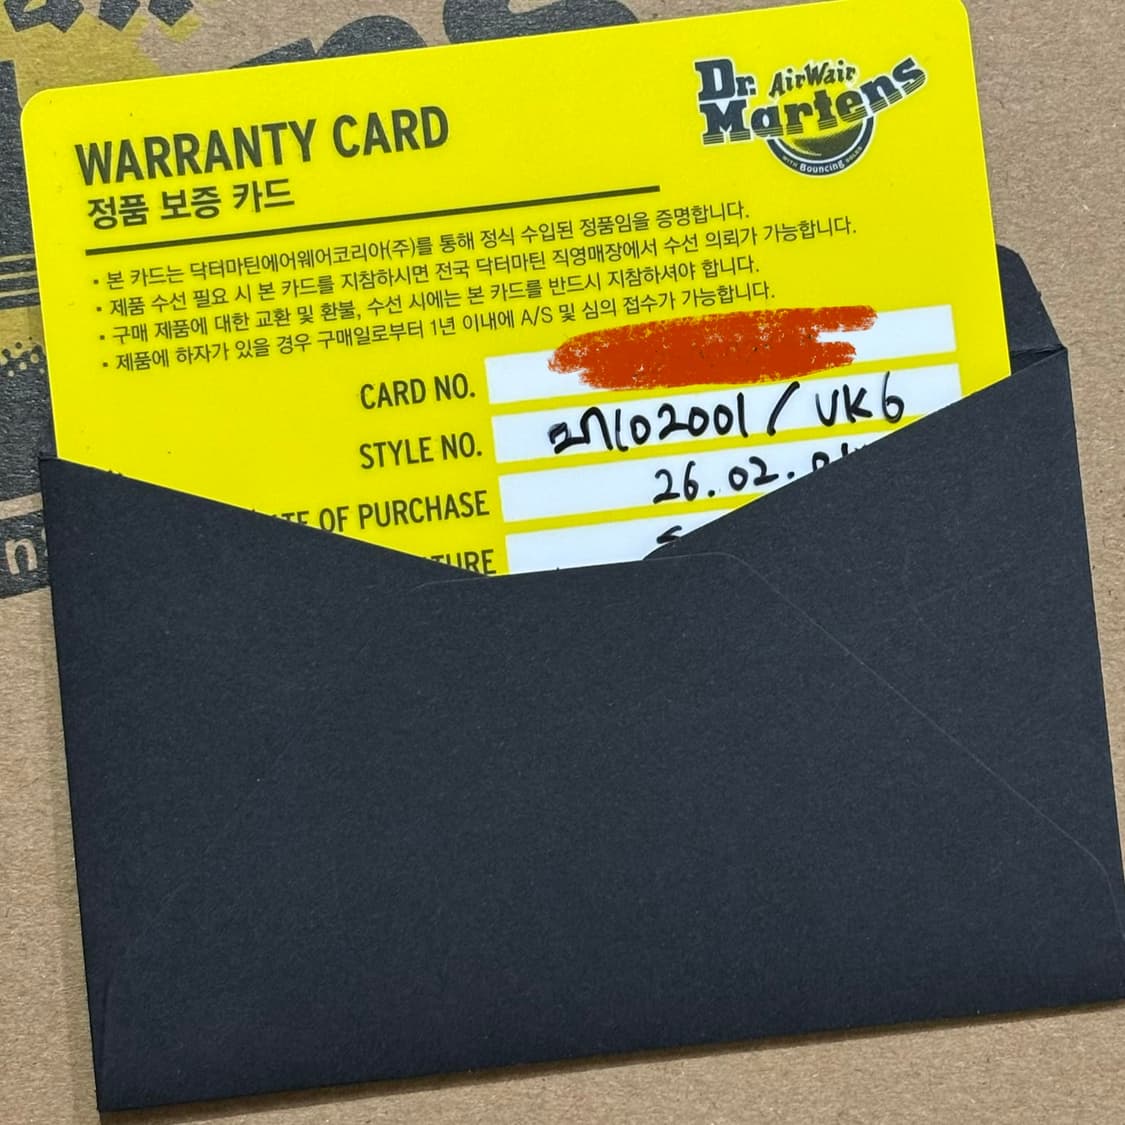 Dr. AirWair
Martens
WITH Bouncing SOLES
WARRANTY CARD
정품 보증 카드
· 본 카드는 닥터마틴에어웨어코리아(주)를 통해 정식 수입된 정품임을 증명합니다.
· 제품 수선 필요 시 본 카드를 지참하시면 전국 닥터마틴 직영매장에서 수선 의뢰가 가능합니다.
· 구매 제품에 대한 교환 및 환불, 수선 시에는 본 카드를 반드시 지참하셔야 합니다.
· 제품에 하자가 있을 경우 구매일로부터 1년 이내에 A/S 및 심의 접수가 가능합니다.
CARD NO.
STYLE NO. 27102001 / UK6
OF PURCHASE 26.02.